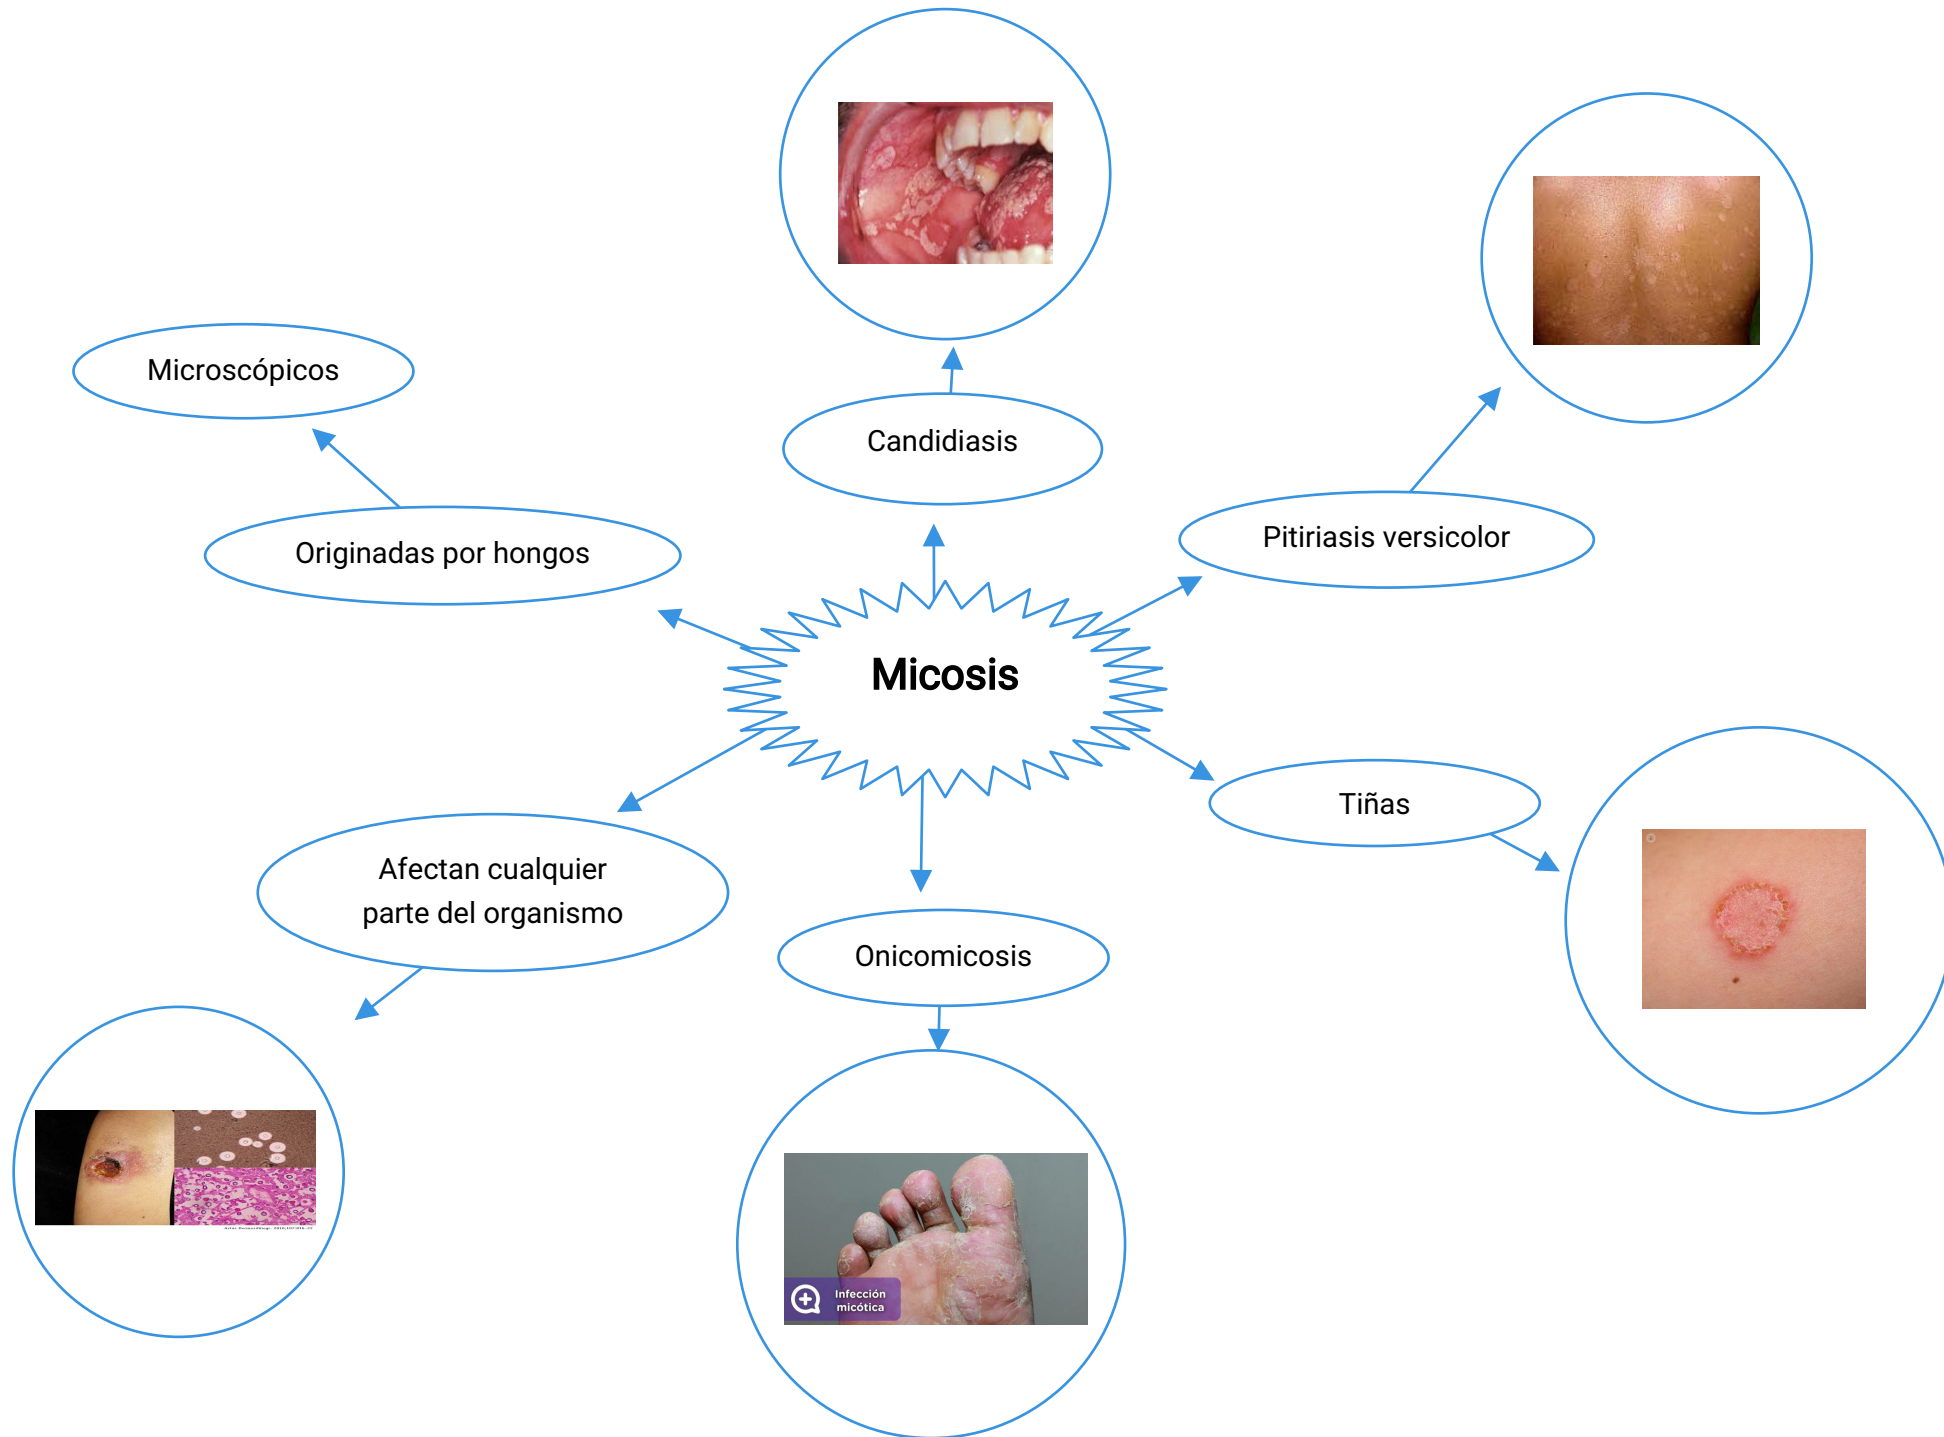 Microscópicos
Candidiasis
Originadas por hongos
Pitiriasis versicolor
Micosis
Tiñas
Afectan cualquier
parte del organismo
Onicomicosis
Infección
micótica